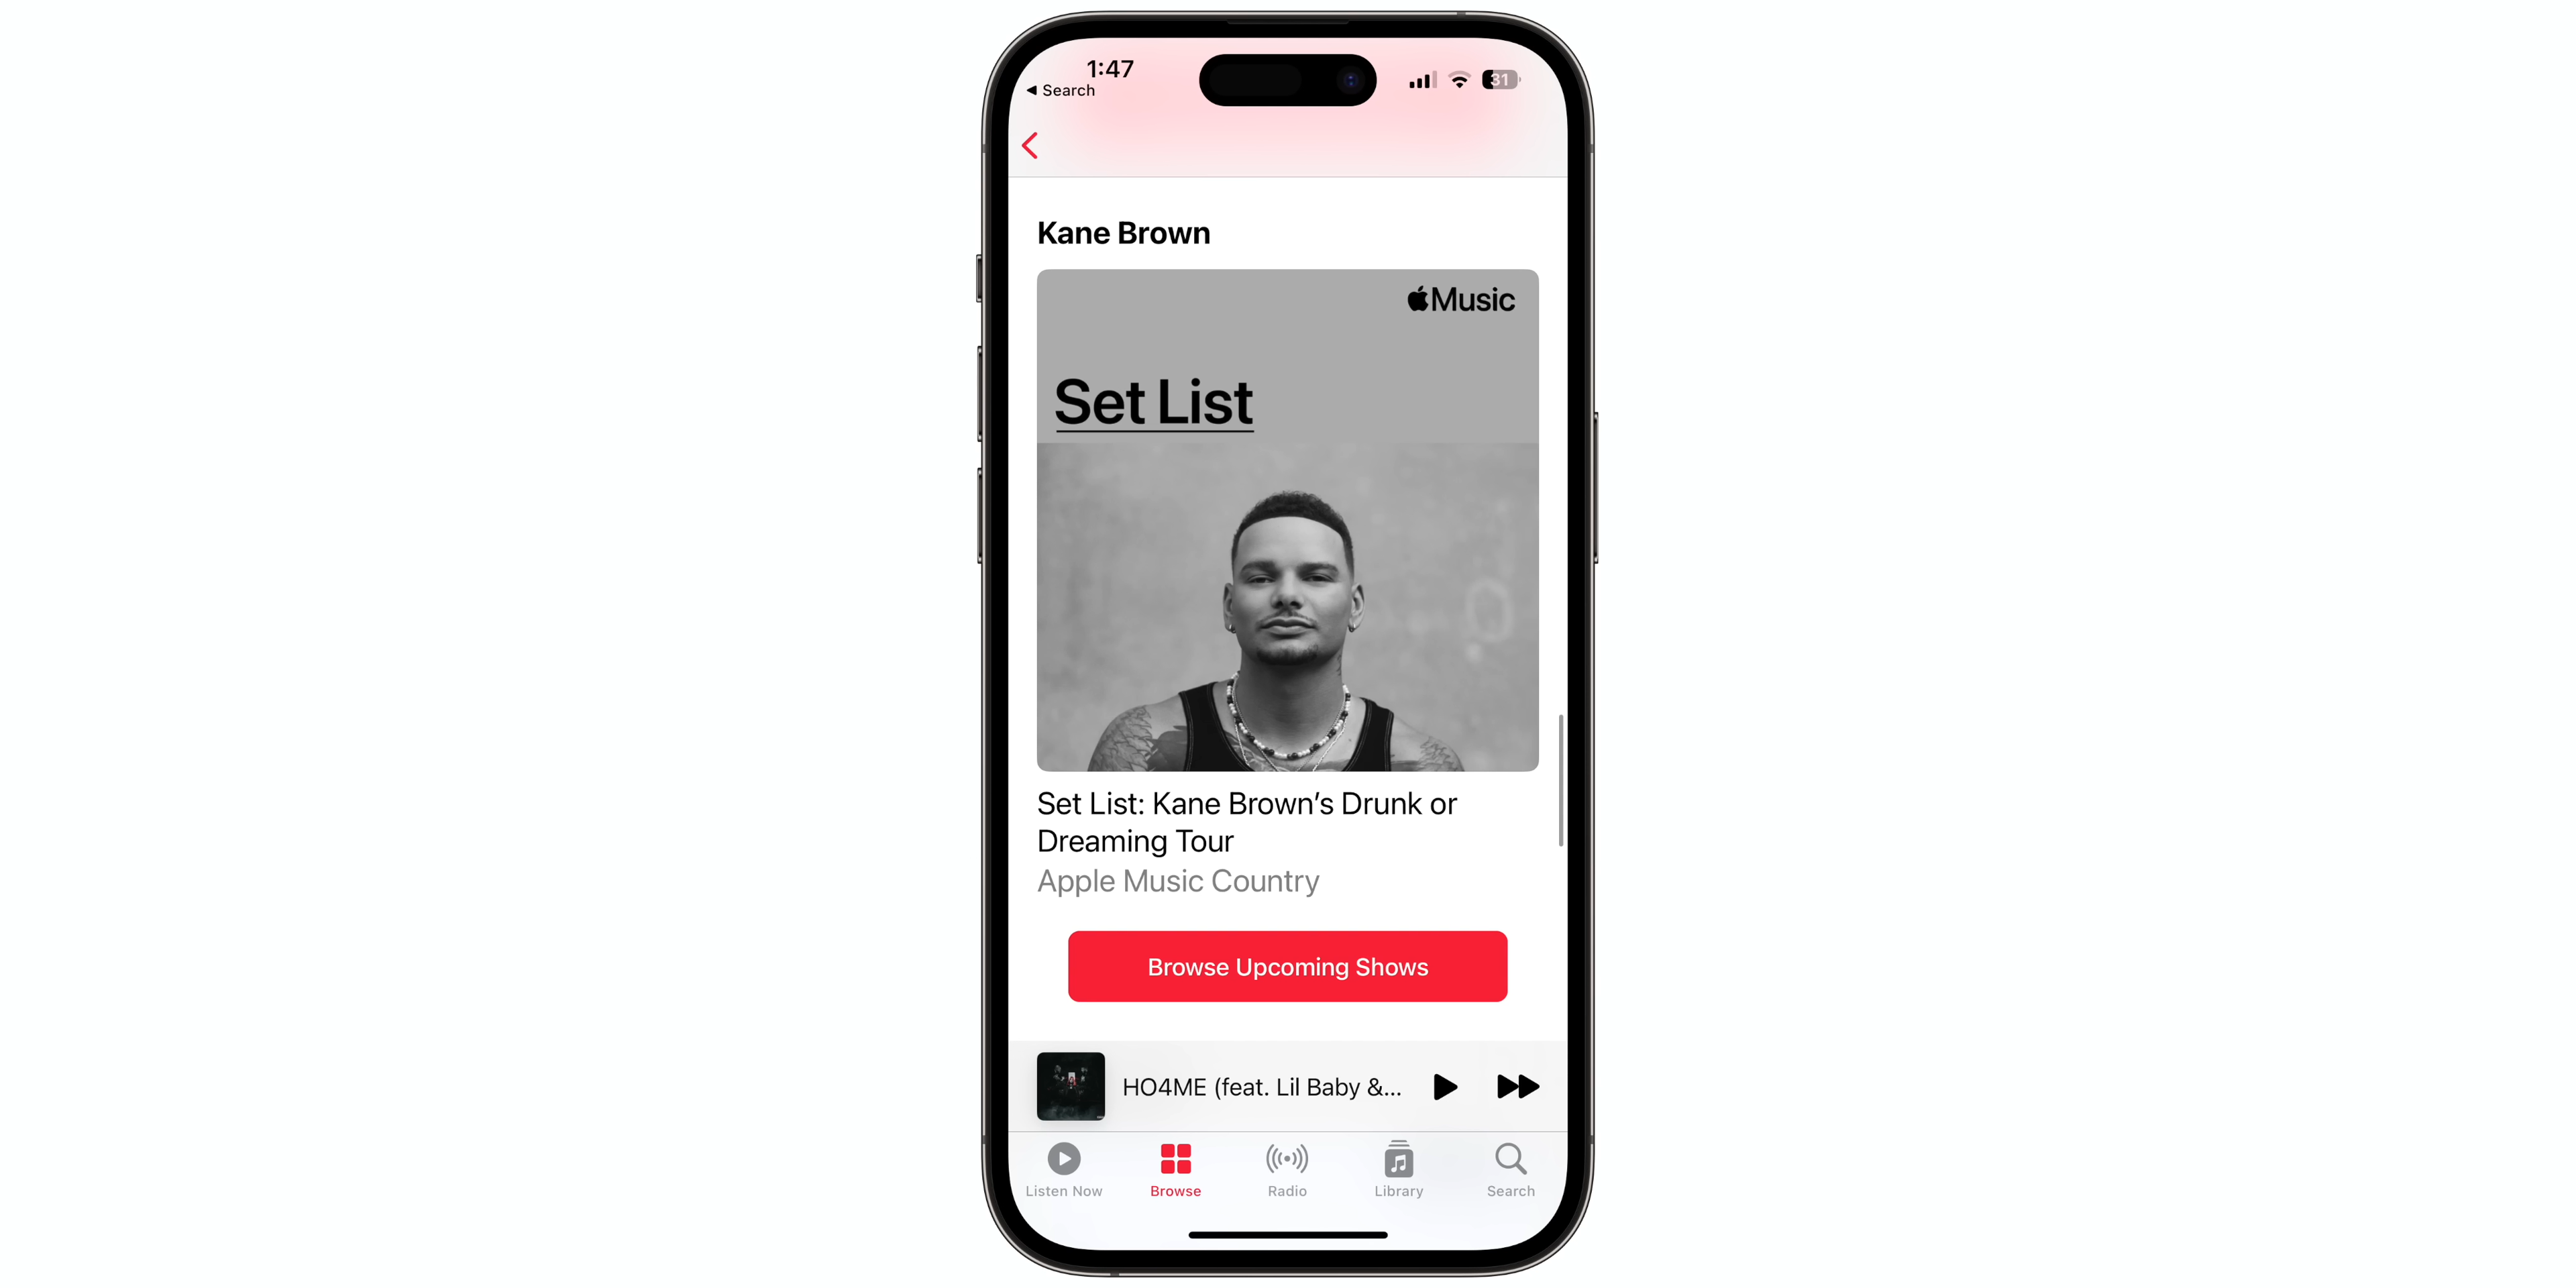 1:47
Search
31
Kane Brown
Music
Set List
Set List: Kane Brown’s Drunk or
Dreaming Tour
Apple Music Country
Browse Upcoming Shows
HO4ME (feat. Lil Baby &...
Listen Now
Browse
Radio
Library
Search